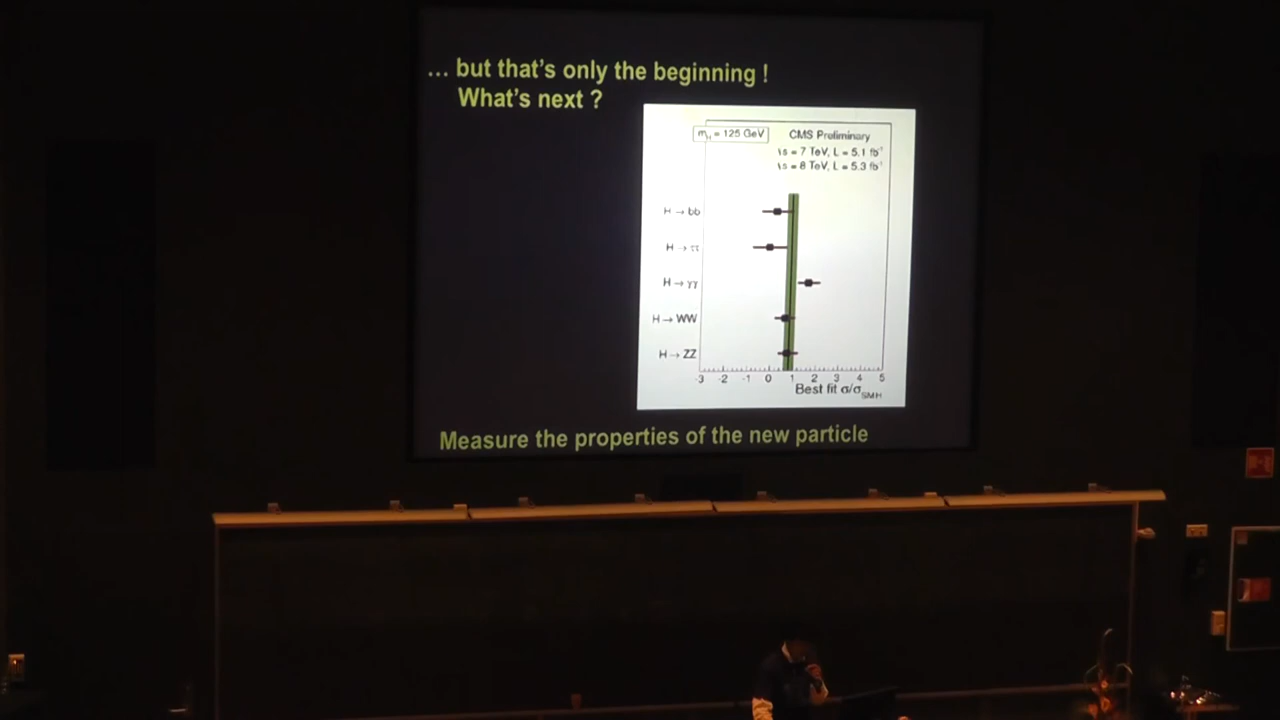 ... but that's only the beginning !
What's next ?
mH = 125 GeV
CMS Preliminary
√s = 7 TeV, L = 5.1 fb-1
√s = 8 TeV, L = 5.3 fb-1
H → bb
H → ττ
H → γγ
H → WW
H → ZZ
-3 -2 -1 0 1 2 3 4 5
Best fit σ/σSMH
Measure the properties of the new particle